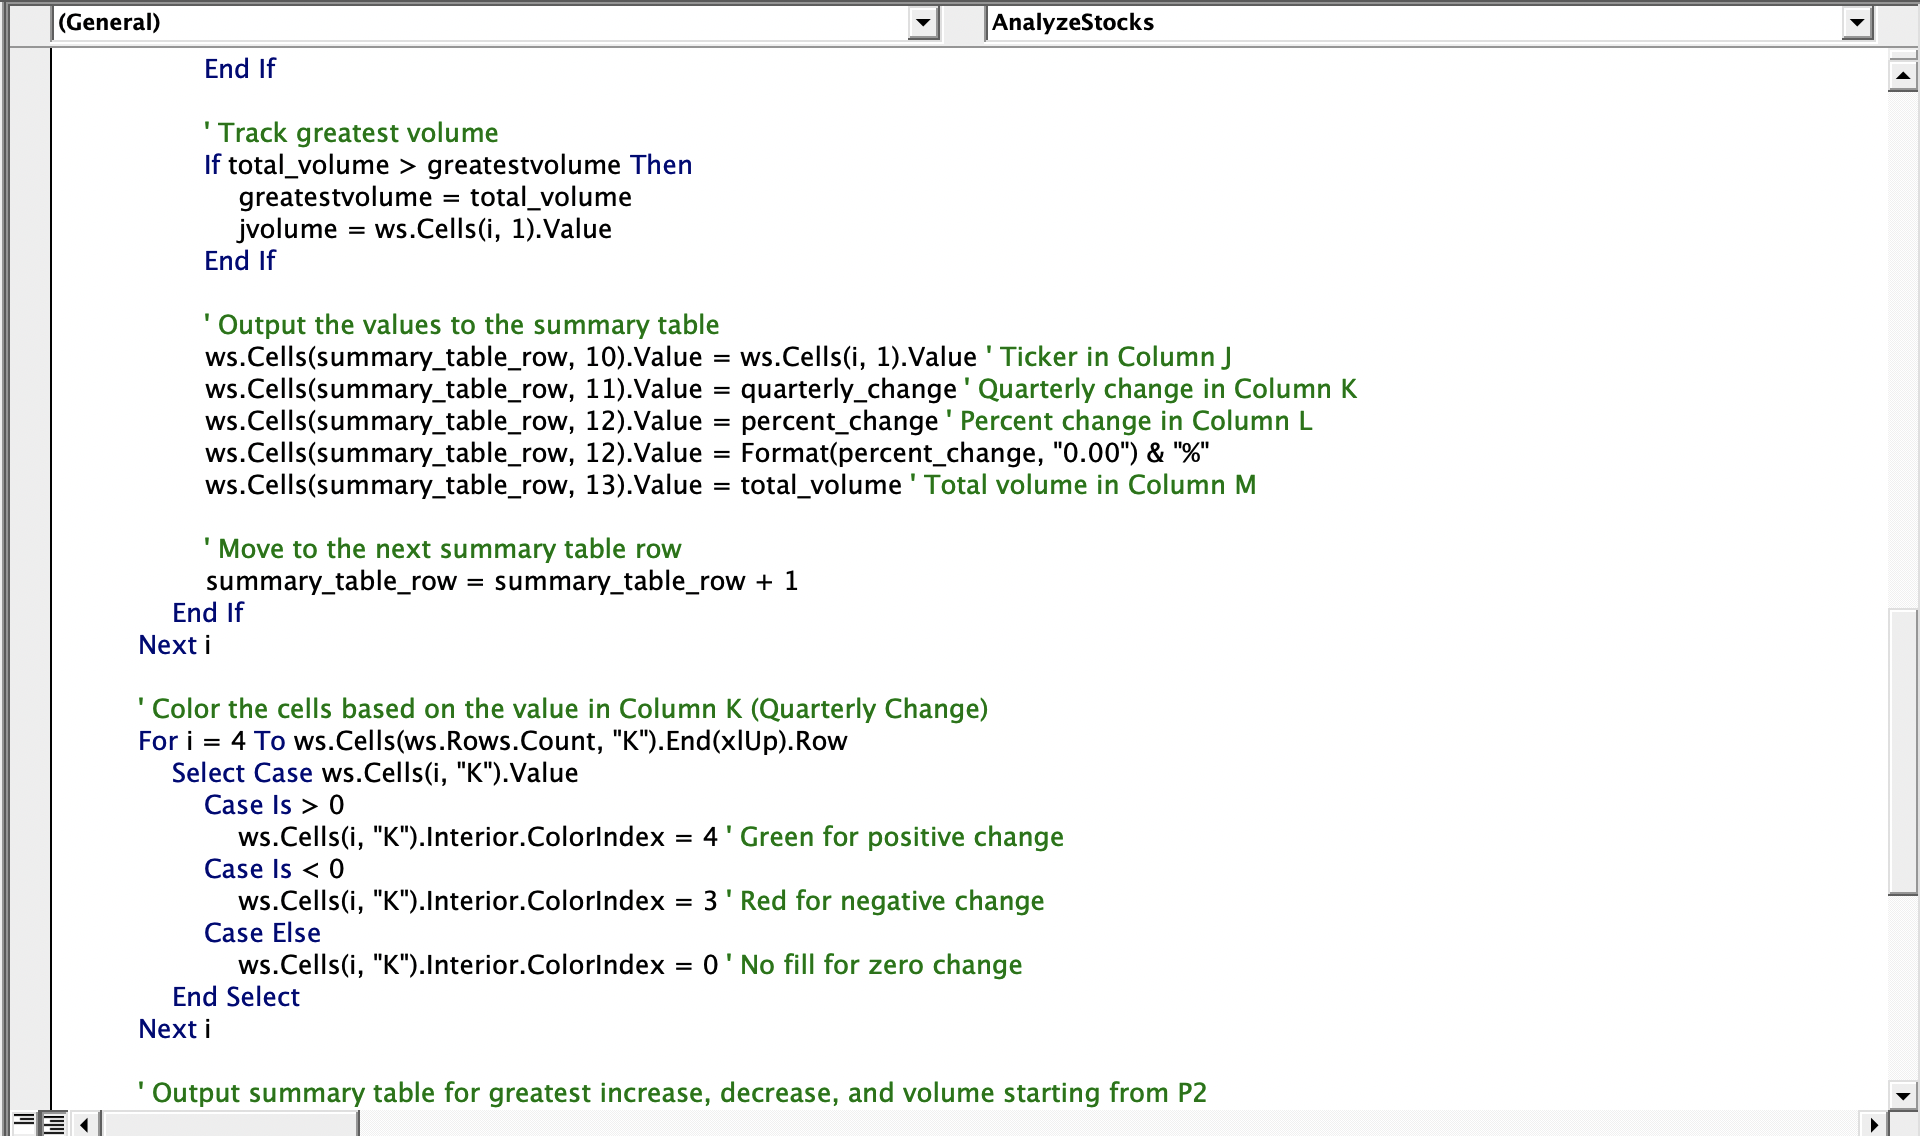 (General)
AnalyzeStocks
End If
' Track greatest volume
If total_volume > greatestvolume Then
greatestvolume = total_volume
jvolume = ws.Cells(i, 1).Value
End If
' Output the values to the summary table
ws.Cells(summary_table_row, 10).Value = ws.Cells(i, 1).Value ' Ticker in Column J
ws.Cells(summary_table_row, 11).Value = quarterly_change ' Quarterly change in Column K
ws.Cells(summary_table_row, 12).Value = percent_change ' Percent change in Column L
ws.Cells(summary_table_row, 12).Value = Format(percent_change, "0.00") & "%"
ws.Cells(summary_table_row, 13).Value = total_volume ' Total volume in Column M
' Move to the next summary table row
summary_table_row = summary_table_row + 1
End If
Next i
' Color the cells based on the value in Column K (Quarterly Change)
For i = 4 To ws.Cells(ws.Rows.Count, "K").End(xlUp).Row
Select Case ws.Cells(i, "K").Value
Case Is > 0
ws.Cells(i, "K").Interior.ColorIndex = 4 ' Green for positive change
Case Is < 0
ws.Cells(i, "K").Interior.ColorIndex = 3 ' Red for negative change
Case Else
ws.Cells(i, "K").Interior.ColorIndex = 0 ' No fill for zero change
End Select
Next i
' Output summary table for greatest increase, decrease, and volume starting from P2